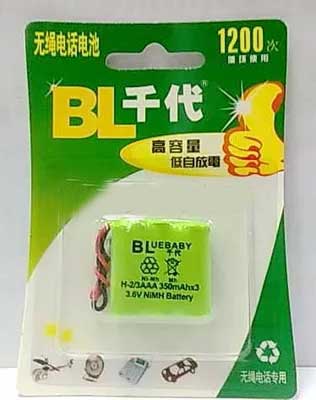 无绳电话电池
1200次
循环使用
BL千代®
高容量
低自放電
BLUEBABY
千代
Ni-Mh
H-2/3AAA 350mAhx3
3.6V NiMH Battery
无绳电话专用